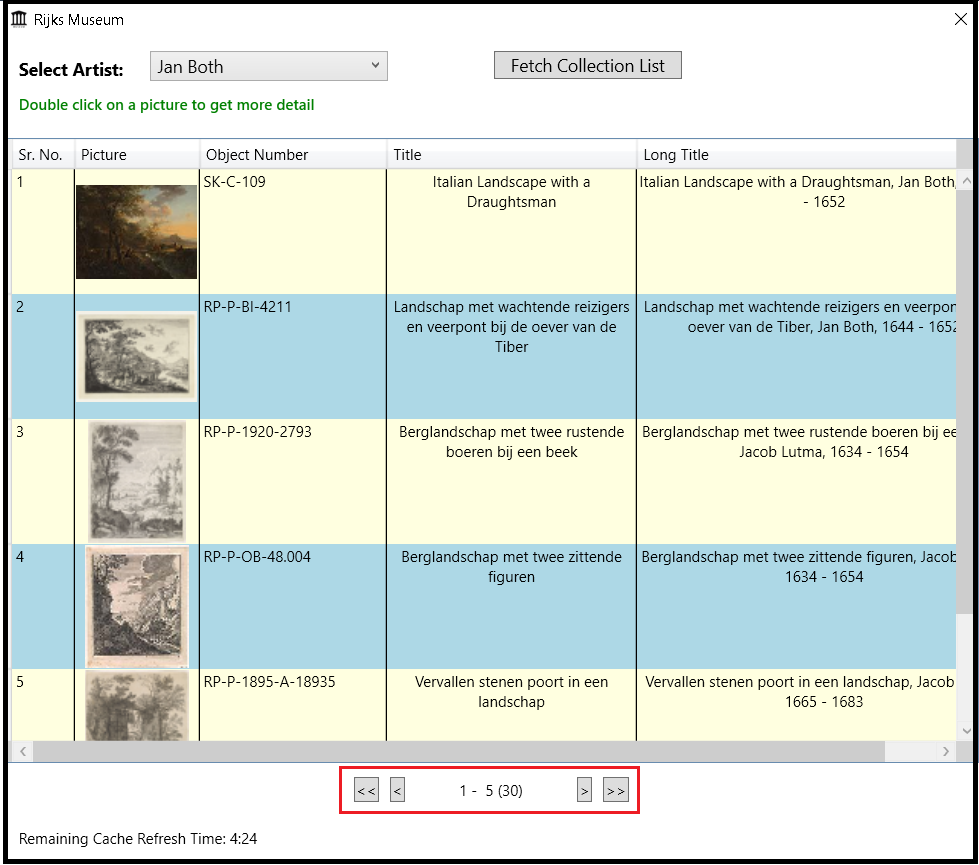 Rijks Museum
Select Artist: Jan Both Fetch Collection List
Double click on a picture to get more detail
Sr. No. Picture Object Number Title Long Title
1 SK-C-109 Italian Landscape with a Italian Landscape with a Draughtsman, Jan Both,
Draughtsman - 1652
2 RP-P-BI-4211 Landschap met wachtende reizigers Landschap met wachtende reizigers en veerpon
en veerpont bij de oever van de oever van de Tiber, Jan Both, 1644 - 1652
Tiber
3 RP-P-1920-2793 Berglandschap met twee rustende Berglandschap met twee rustende boeren bij ee
boeren bij een beek Jacob Lutma, 1634 - 1654
4 RP-P-OB-48.004 Berglandschap met twee zittende Berglandschap met twee zittende figuren, Jacob
figuren 1634 - 1654
5 RP-P-1895-A-18935 Vervallen stenen poort in een Vervallen stenen poort in een landschap, Jacob
landschap 1665 - 1683
<< < 1 - 5 (30) > >>
Remaining Cache Refresh Time: 4:24